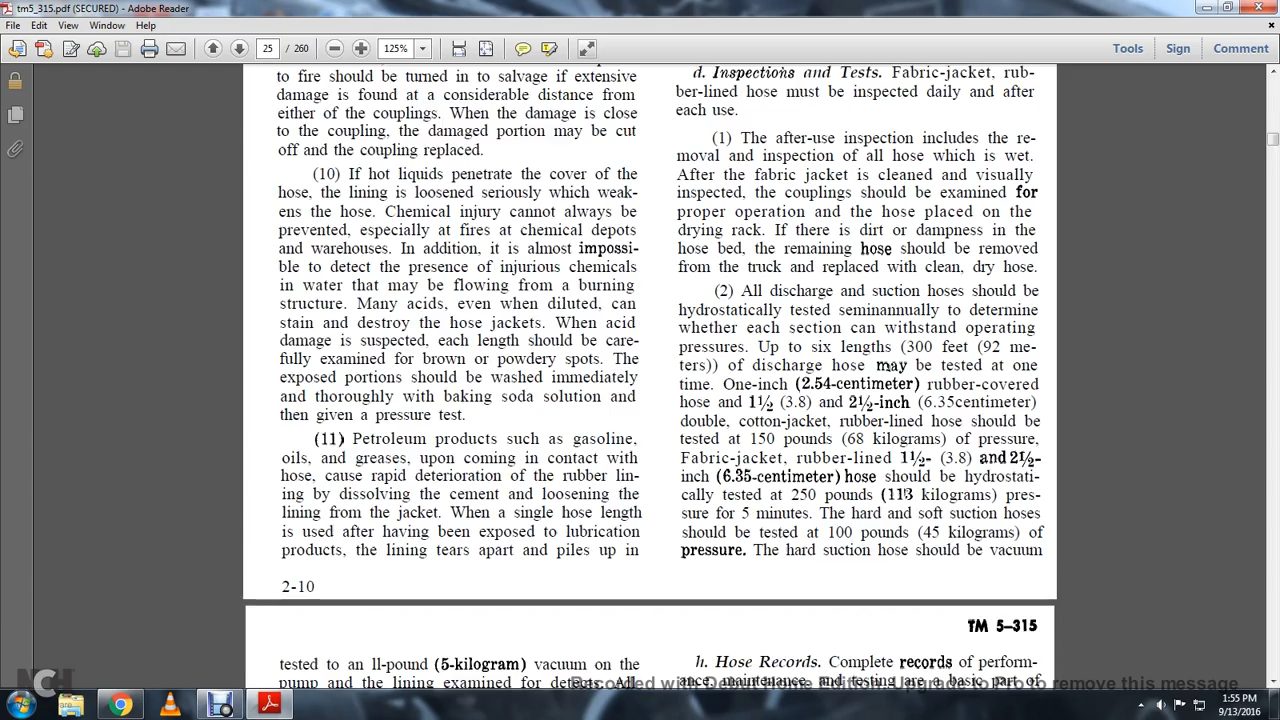 tm5_315.pdf (SECURED) - Adobe Reader
File Edit View Window Help
25 / 260 125% Tools Sign Comment
to fire should be turned in to salvage if extensive
damage is found at a considerable distance from
either of the couplings. When the damage is close
to the coupling, the damaged portion may be cut
off and the coupling replaced.
(10) If hot liquids penetrate the cover of the
hose, the lining is loosened seriously which weak-
ens the hose. Chemical injury cannot always be
prevented, especially at fires at chemical depots
and warehouses. In addition, it is almost impossi-
ble to detect the presence of injurious chemicals
in water that may be flowing from a burning
structure. Many acids, even when diluted, can
stain and destroy the hose jackets. When acid
damage is suspected, each length should be care-
fully examined for brown or powdery spots. The
exposed portions should be washed immediately
and thoroughly with baking soda solution and
then given a pressure test.
(11) Petroleum products such as gasoline,
oils, and greases, upon coming in contact with
hose, cause rapid deterioration of the rubber lin-
ing by dissolving the cement and loosening the
lining from the jacket. When a single hose length
is used after having been exposed to lubrication
products, the lining tears apart and piles up in
2-10
d. Inspections and Tests. Fabric-jacket, rub-
ber-lined hose must be inspected daily and after
each use.
(1) The after-use inspection includes the re-
moval and inspection of all hose which is wet.
After the fabric jacket is cleaned and visually
inspected, the couplings should be examined for
proper operation and the hose placed on the
drying rack. If there is dirt or dampness in the
hose bed, the remaining hose should be removed
from the truck and replaced with clean, dry hose.
(2) All discharge and suction hoses should be
hydrostatically tested seminannually to determine
whether each section can withstand operating
pressures. Up to six lengths (300 feet (92 me-
ters)) of discharge hose may be tested at one
time. One-inch (2.54-centimeter) rubber-covered
hose and 1½ (3.8) and 2½-inch (6.35centimeter)
double, cotton-jacket, rubber-lined hose should be
tested at 150 pounds (68 kilograms) of pressure,
Fabric-jacket, rubber-lined 1½- (3.8) and 2½-
inch (6.35-centimeter) hose should be hydrostati-
cally tested at 250 pounds (113 kilograms) pres-
sure for 5 minutes. The hard and soft suction hoses
should be tested at 100 pounds (45 kilograms) of
pressure. The hard suction hose should be vacuum
TM 5–315
tested to an ll-pound (5-kilogram) vacuum on the
pump and the lining examined for defects. All
h. Hose Records. Complete records of perform-
ance, maintenance, and testing are a basic part of
NCH
Recorded with Debut Home Edition. Upgrade to Pro to remove this message
1:55 PM
9/13/2016